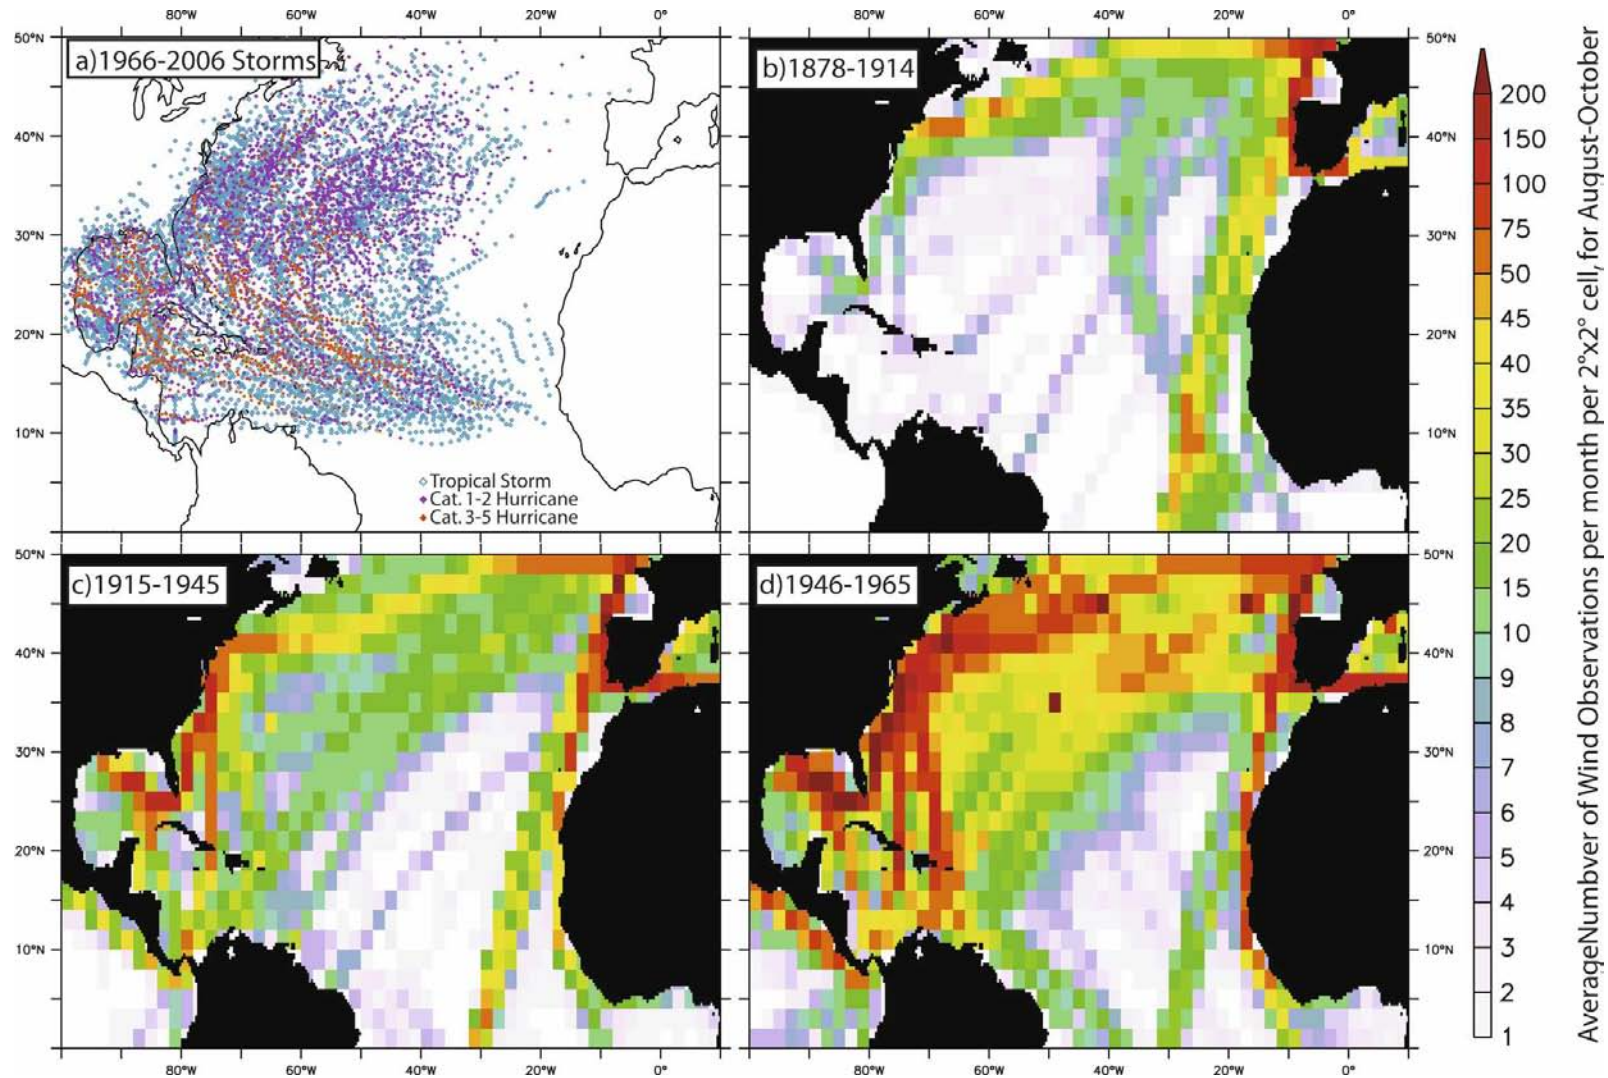 80°W 60°W 40°W 20°W 0° 80°W 60°W 40°W 20°W 0°
50°N 50°N
a)1966-2006 Storms b)1878-1914
200
40°N 40°N
150
100
75
30°N 30°N
50
45
20°N 20°N
40
35
10°N 10°N
30
Tropical Storm
Cat. 1-2 Hurricane
Cat. 3-5 Hurricane
25
20
50°N 50°N
c)1915-1945 d)1946-1965
15
10
40°N 40°N
9
8
30°N 30°N
7
6
20°N 20°N
5
4
10°N 10°N
3
2
1
80°W 60°W 40°W 20°W 0° 80°W 60°W 40°W 20°W 0°
AverageNumbver of Wind Observations per month per 2°x2° cell, for August-October